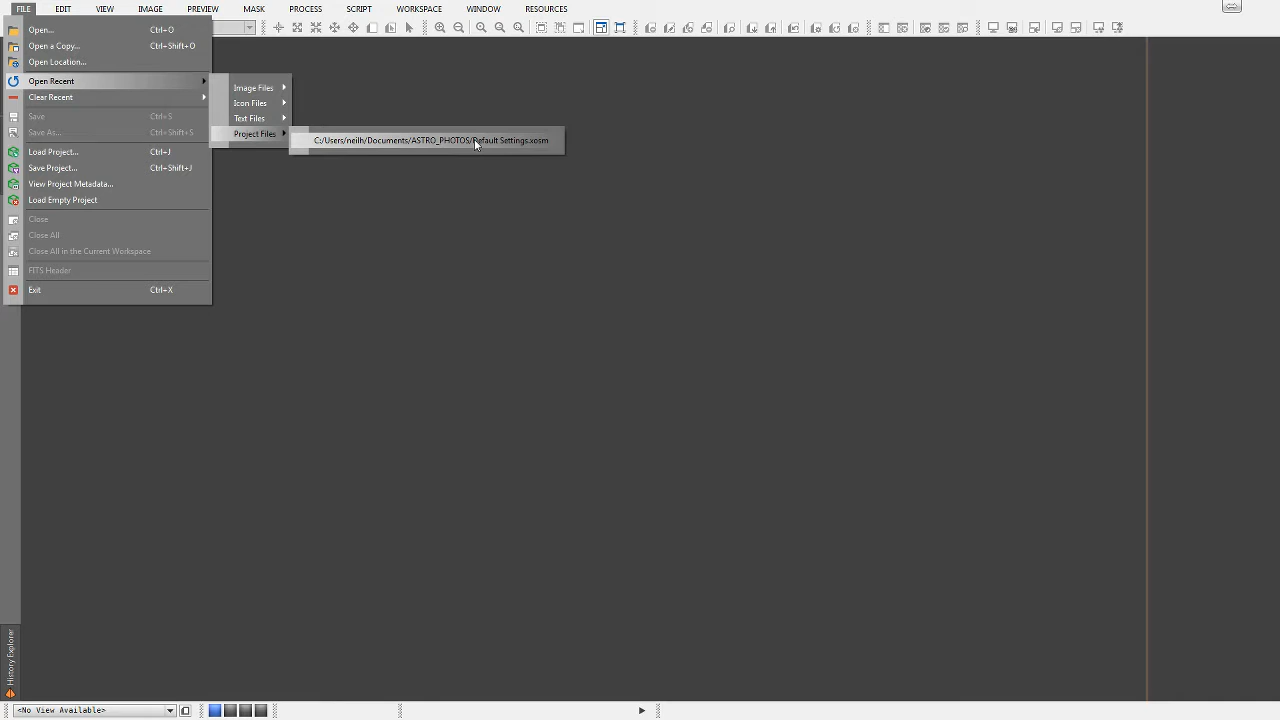 FILE EDIT VIEW IMAGE PREVIEW MASK PROCESS SCRIPT WORKSPACE WINDOW RESOURCES
Open... Ctrl+O
Open a Copy... Ctrl+Shift+O
Open Location...
Open Recent
Clear Recent
Save Ctrl+S
Save As... Ctrl+Shift+S
Load Project... Ctrl+J
Save Project... Ctrl+Shift+J
View Project Metadata...
Load Empty Project
Close
Close All
Close All in the Current Workspace
FITS Header
Exit Ctrl+X
Image Files
Icon Files
Text Files
Project Files
C:/Users/neilh/Documents/ASTRO_PHOTOS/Default Settings.xosm
History Explorer
<No View Available>